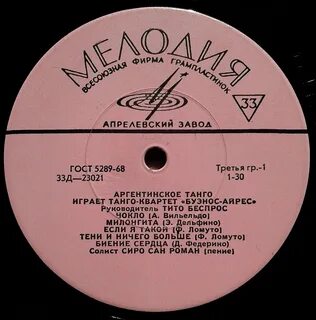 МЕЛОДИЯ
ВСЕСОЮЗНАЯ ФИРМА ГРАМПЛАСТИНОК
33
АПРЕЛЕВСКИЙ ЗАВОД
ГОСТ 5289-68
33Д—23021
Третья гр.-1
1-30
АРГЕНТИНСКОЕ ТАНГО
ИГРАЕТ ТАНГО-КВАРТЕТ «БУЭНОС-АЙРЕС»
Руководитель ТИТО БЕСПРОС
ЧОКЛО (А. Вильельдо)
МИЛОНГИТА (Э. Дельфино)
ЕСЛИ Я ТАКОЙ (Ф. Ломуто)
ТЕНИ И НИЧЕГО БОЛЬШЕ (Ф. Ломуто)
БИЕНИЕ СЕРДЦА (Д. Федерино)
Солист СИРО САН РОМАН (пение)